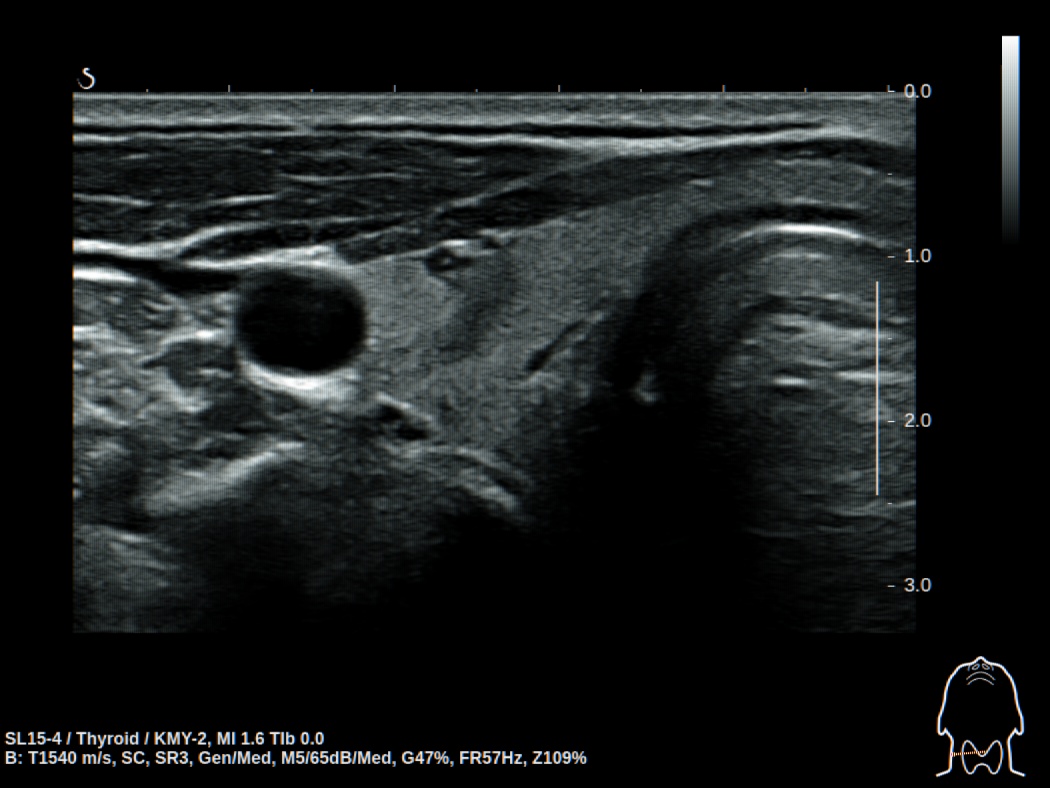 S
0.0
1.0
2.0
3.0
SL15-4 / Thyroid / KMY-2, MI 1.6 TIb 0.0
B: T1540 m/s, SC, SR3, Gen/Med, M5/65dB/Med, G47%, FR57Hz, Z109%